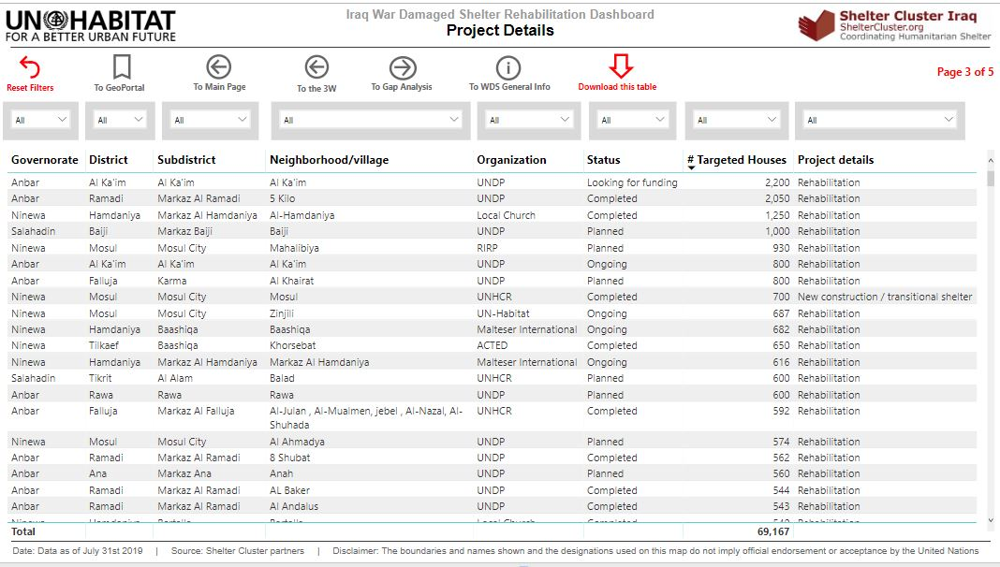 UN HABITAT
FOR A BETTER URBAN FUTURE
Iraq War Damaged Shelter Rehabilitation Dashboard
Project Details
Shelter Cluster Iraq
ShelterCluster.org
Coordinating Humanitarian Shelter
Reset Filters To GeoPortal To Main Page To the 3W To Gap Analysis To WDS General Info Download this table Page 3 of 5
All All All All All All All All
Governorate District Subdistrict Neighborhood/village Organization Status # Targeted Houses Project details
Anbar Al Ka'im Al Ka'im Al Ka'im UNDP Looking for funding 2,200 Rehabilitation
Anbar Ramadi Markaz Al Ramadi 5 Kilo UNDP Completed 2,050 Rehabilitation
Ninewa Hamdaniya Markaz Al Hamdaniya Al-Hamdaniya Local Church Completed 1,250 Rehabilitation
Salahadin Baiji Markaz Baiji Baiji UNDP Planned 1,000 Rehabilitation
Ninewa Mosul Mosul City Mahalibiya RIRP Planned 930 Rehabilitation
Anbar Al Ka'im Al Ka'im Al Ka'im UNDP Ongoing 800 Rehabilitation
Anbar Falluja Karma Al Khairat UNDP Planned 800 Rehabilitation
Ninewa Mosul Mosul City Mosul UNHCR Completed 700 New construction / transitional shelter
Ninewa Mosul Mosul City Zinjili UN-Habitat Ongoing 687 Rehabilitation
Ninewa Hamdaniya Baashiqa Baashiqa Malteser International Ongoing 682 Rehabilitation
Ninewa Tilkaef Baashiqa Khorsebat ACTED Completed 650 Rehabilitation
Ninewa Hamdaniya Markaz Al Hamdaniya Markaz Al Hamdaniya Malteser International Ongoing 616 Rehabilitation
Salahadin Tikrit Al Alam Balad UNHCR Planned 600 Rehabilitation
Anbar Rawa Rawa Rawa UNDP Planned 600 Rehabilitation
Anbar Falluja Markaz Al Falluja Al-Julan , Al-Mualmen, jebel , Al-Nazal, Al- UNHCR Completed 592 Rehabilitation
Shuhada
Ninewa Mosul Mosul City Al Ahmadya UNDP Planned 574 Rehabilitation
Anbar Ramadi Markaz Al Ramadi 8 Shubat UNDP Completed 562 Rehabilitation
Anbar Ana Markaz Ana Anah UNDP Planned 560 Rehabilitation
Anbar Ramadi Markaz Al Ramadi AL Baker UNDP Completed 544 Rehabilitation
Anbar Ramadi Markaz Al Ramadi Al Andalus UNDP Completed 543 Rehabilitation
Total 69,167
Date: Data as of July 31st 2019 | Source: Shelter Cluster partners | Disclaimer: The boundaries and names shown and the designations used on this map do not imply official endorsement or acceptance by the United Nations